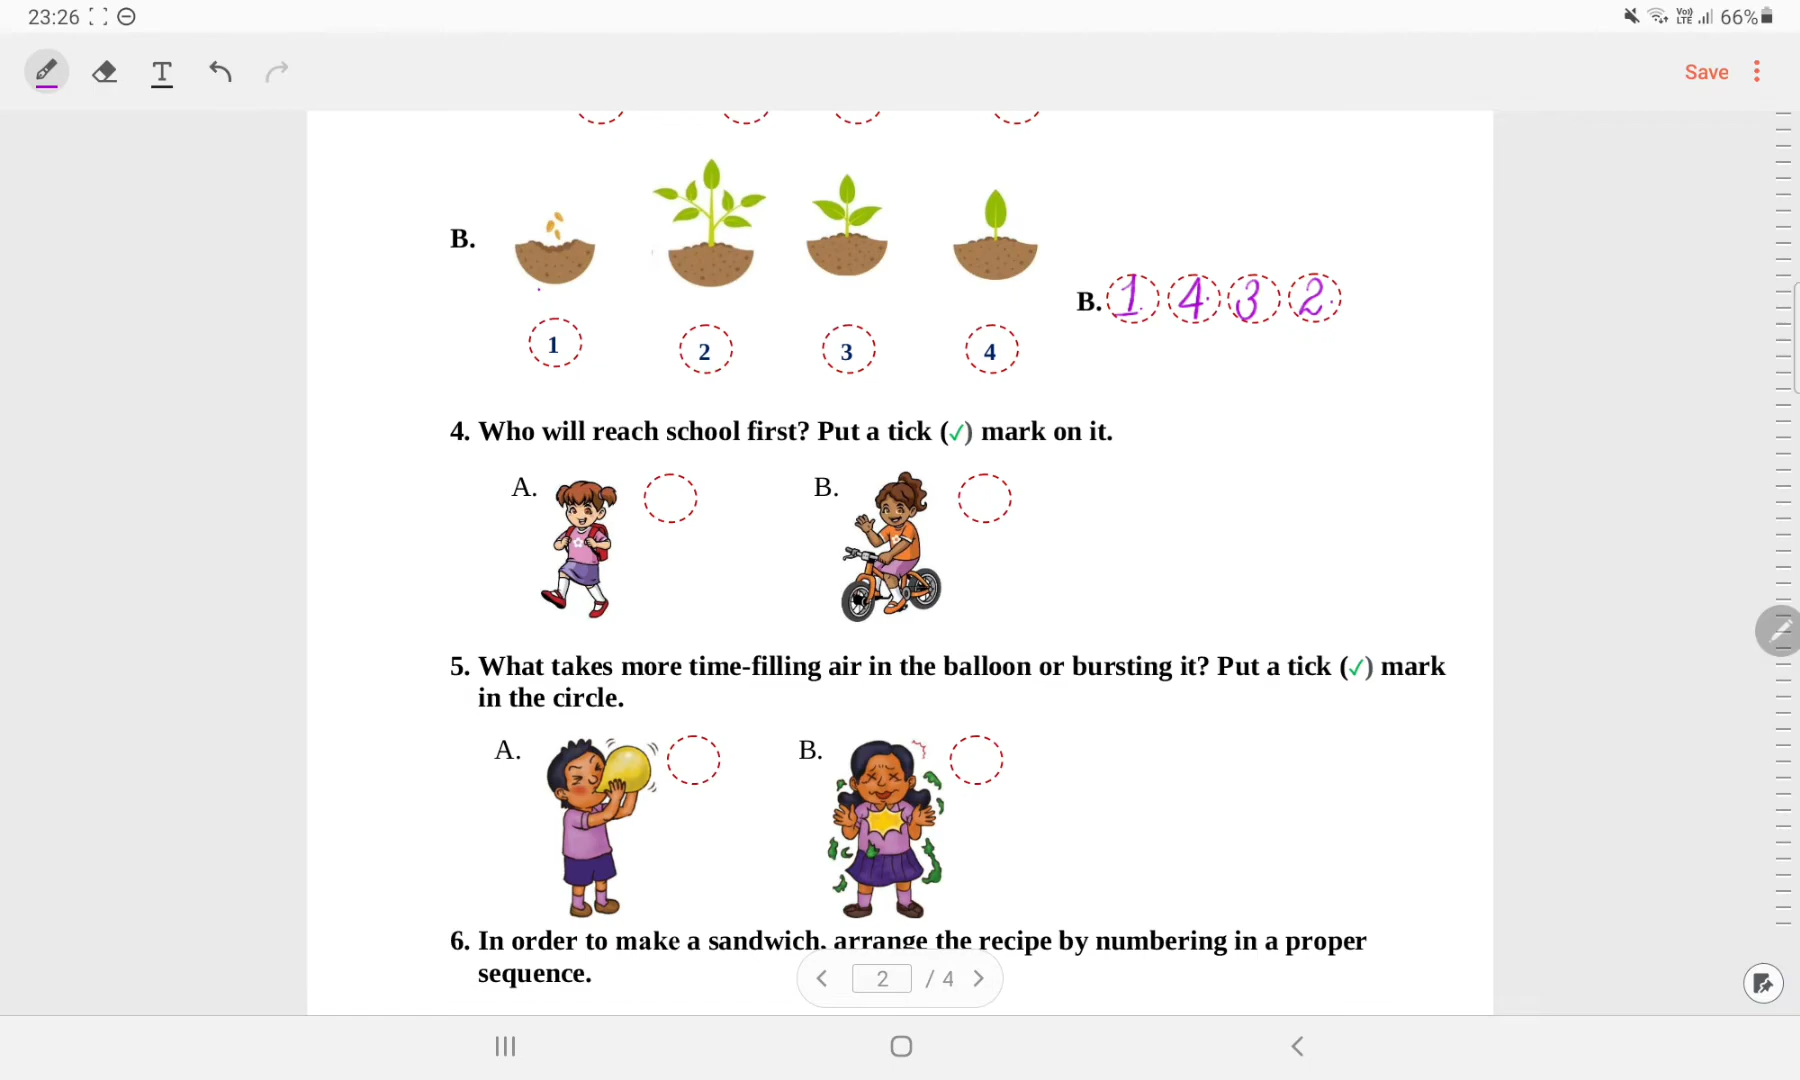 23:26 66%
T Save
B.
B. 1 4 3 2
1 2 3 4
4. Who will reach school first? Put a tick (✓) mark on it.
A. B.
5. What takes more time-filling air in the balloon or bursting it? Put a tick (✓) mark
in the circle.
A. B.
6. In order to make a sandwich, arrange the recipe by numbering in a proper
sequence.
2 / 4